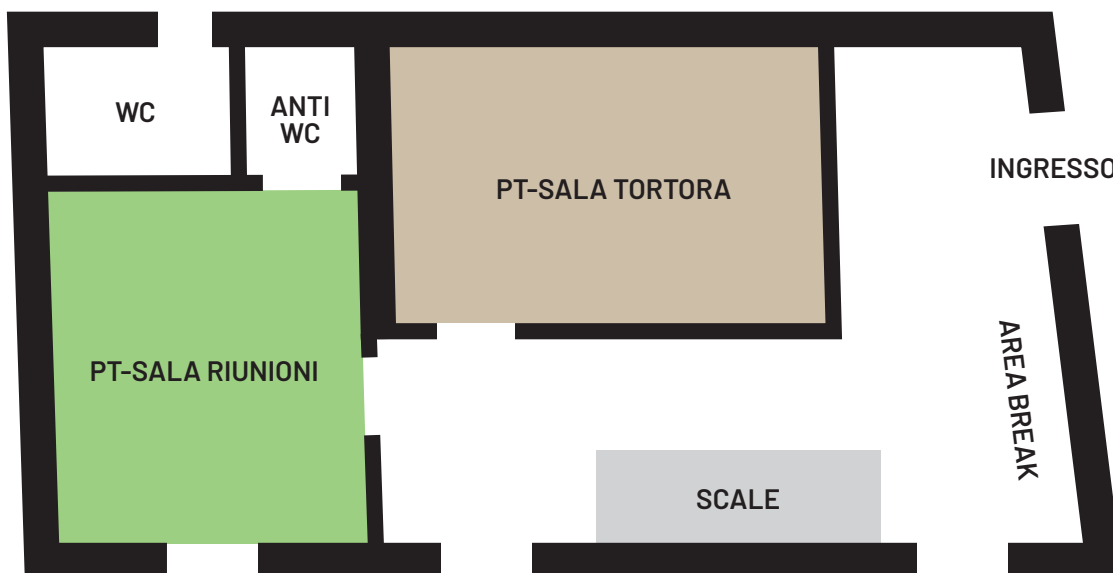 WC
ANTI
WC
INGRESSO
PT-SALA TORTORA
PT-SALA RIUNIONI
AREA BREAK
SCALE